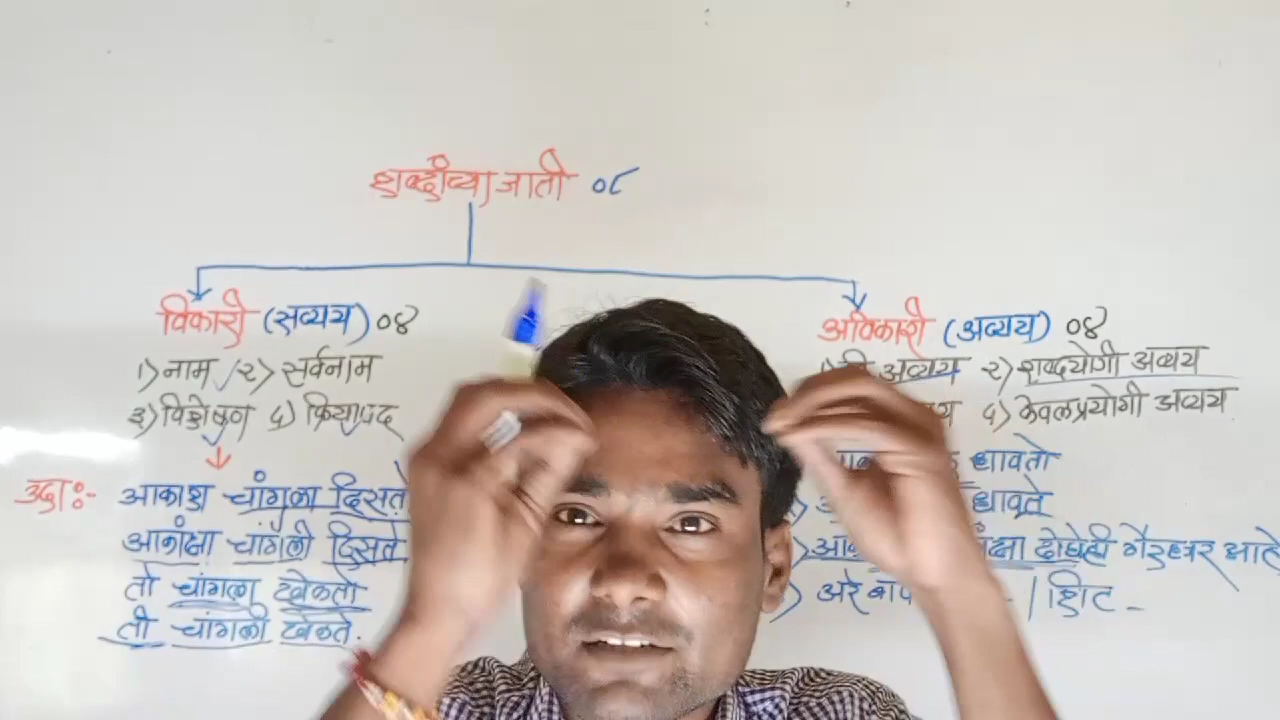 शब्दांच्या जाती ०८
विकारी (सव्यय) ०४
१) नाम २) सर्वनाम
३) विशेषण ४) क्रियापद
उदा:- आकाश चांगला दिसतो
आकांक्षा चांगली दिसते
तो चांगला खेळतो
ती चांगली खेळते.
अविकारी (अव्यय) ०४
अव्यय २) शब्दयोगी अव्यय
४) केवलप्रयोगी अव्यय
धावतो
धावते
दोघेही गैरहजर आहे
अरे बाप / शिट -